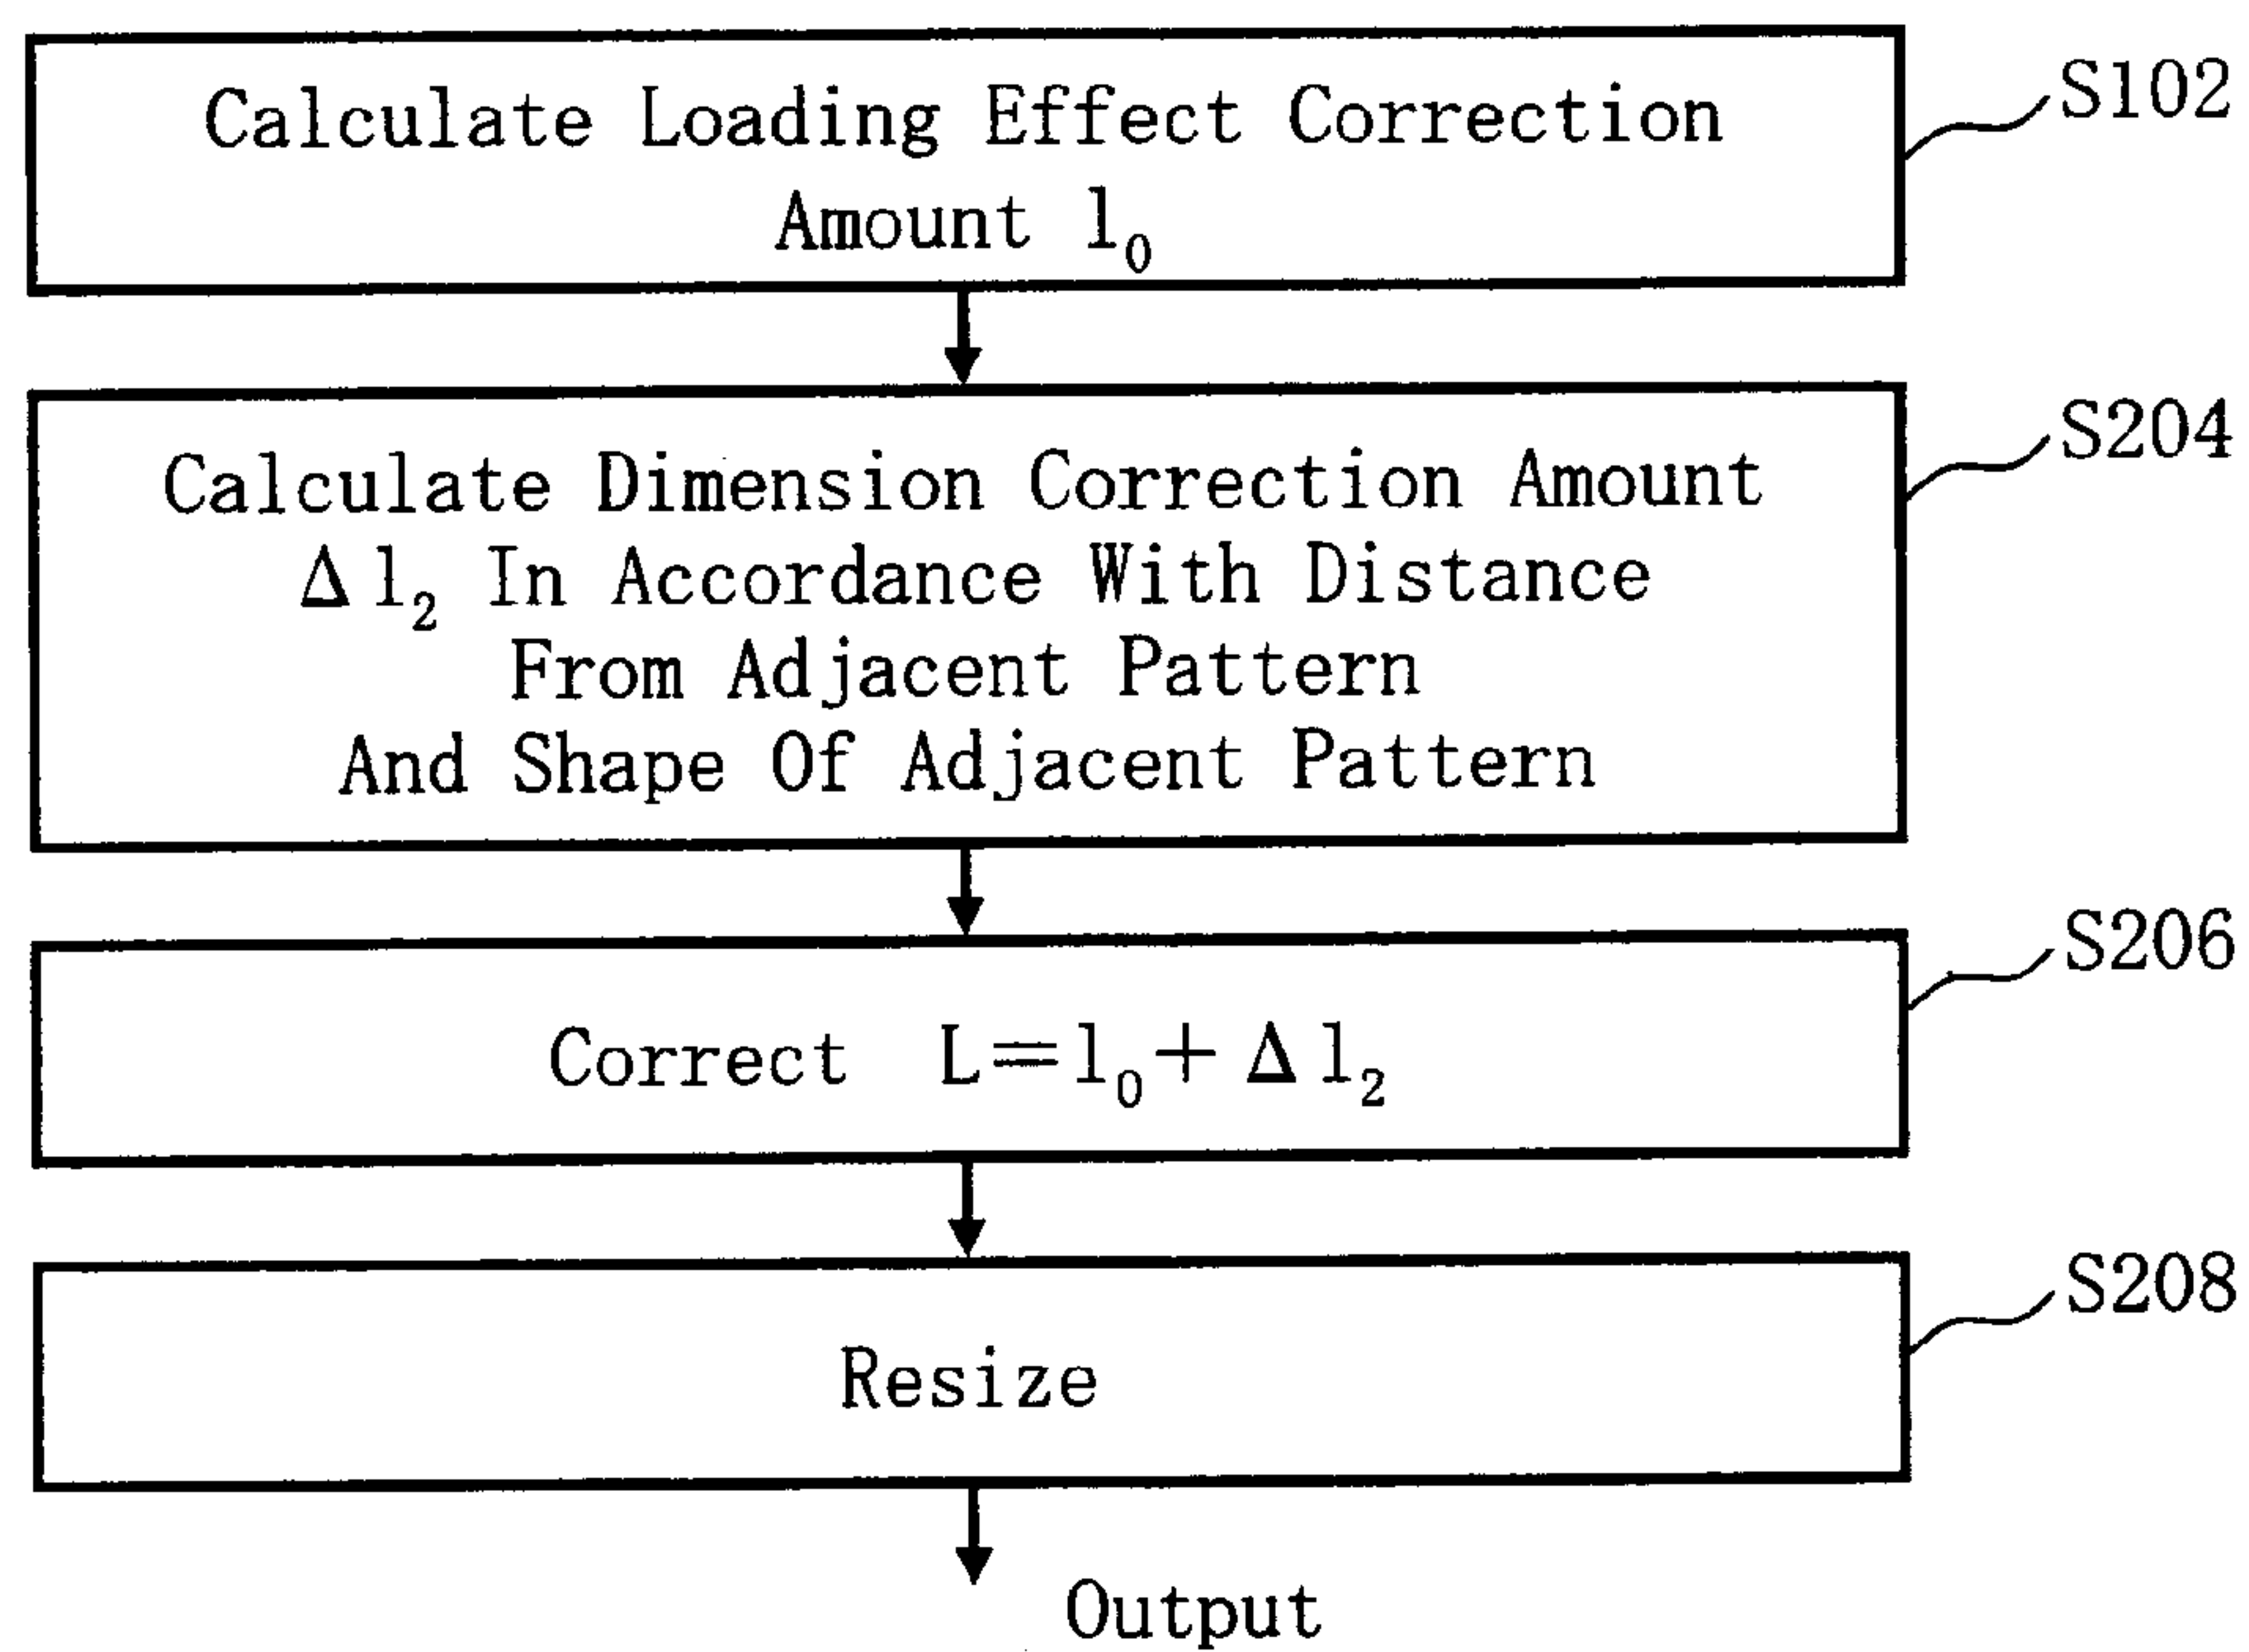 Calculate Loading Effect Correction
Amount l₀
S102
Calculate Dimension Correction Amount
Δl₂ In Accordance With Distance
From Adjacent Pattern
And Shape Of Adjacent Pattern
S204
Correct L=l₀+Δl₂
S206
Resize
S208
Output